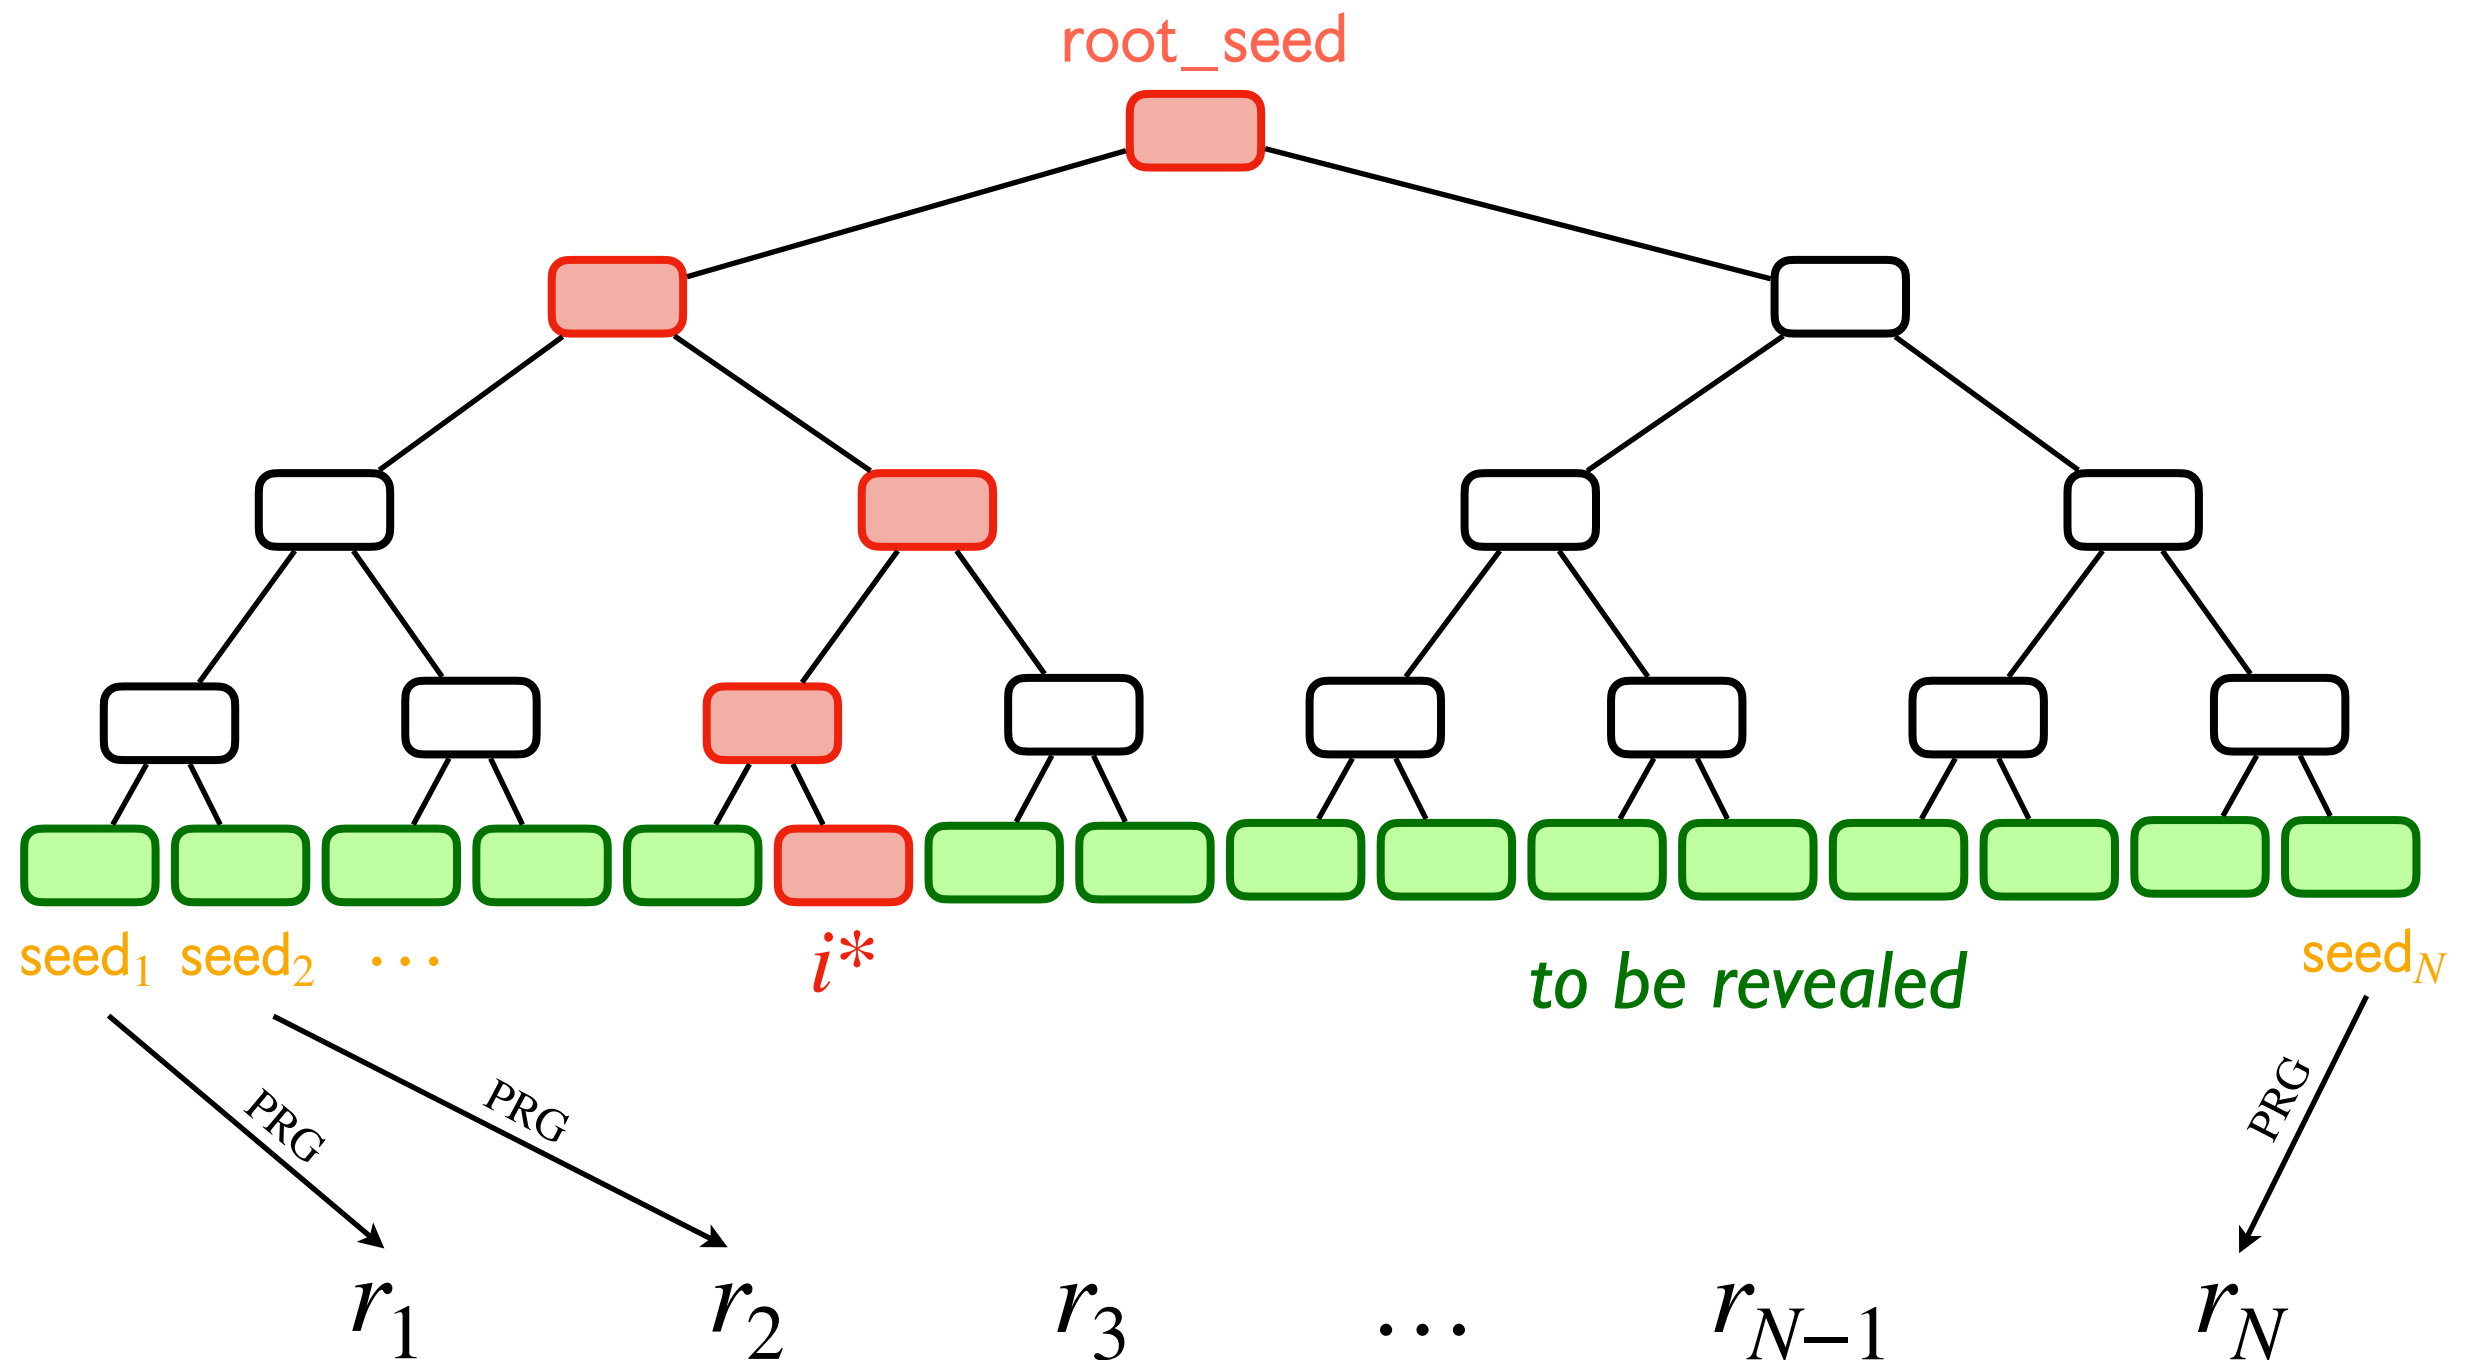 root_seed
seed₁ seed₂ ··· i* to be revealed seed_N
PRG PRG PRG
r₁ r₂ r₃ ··· r_{N−1} r_N